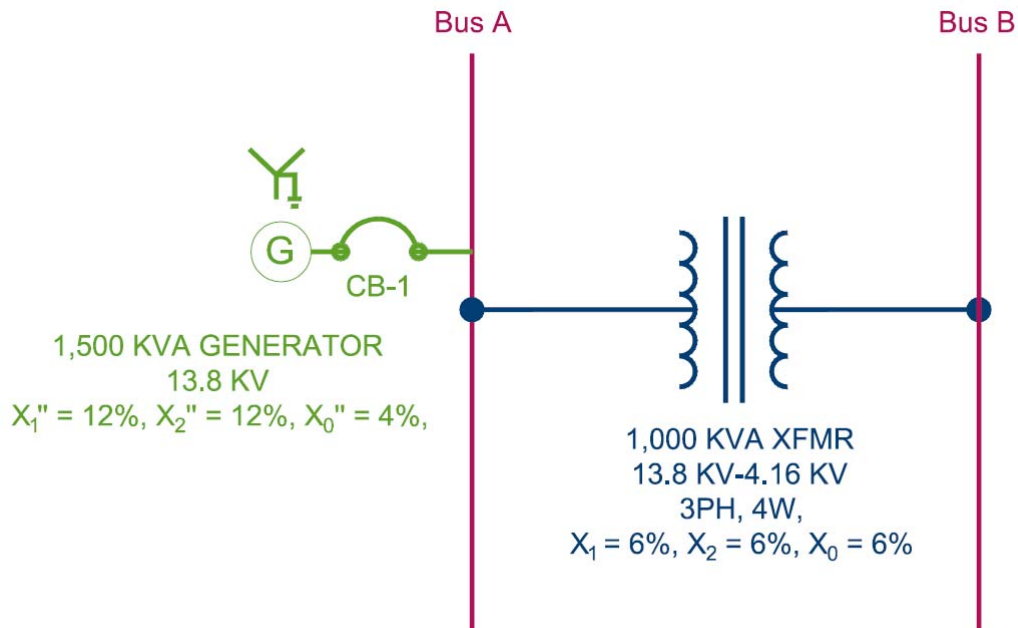 Bus A
Bus B
G
CB-1
1,500 KVA GENERATOR
13.8 KV
X₁" = 12%, X₂" = 12%, X₀" = 4%,
1,000 KVA XFMR
13.8 KV-4.16 KV
3PH, 4W,
X₁ = 6%, X₂ = 6%, X₀ = 6%